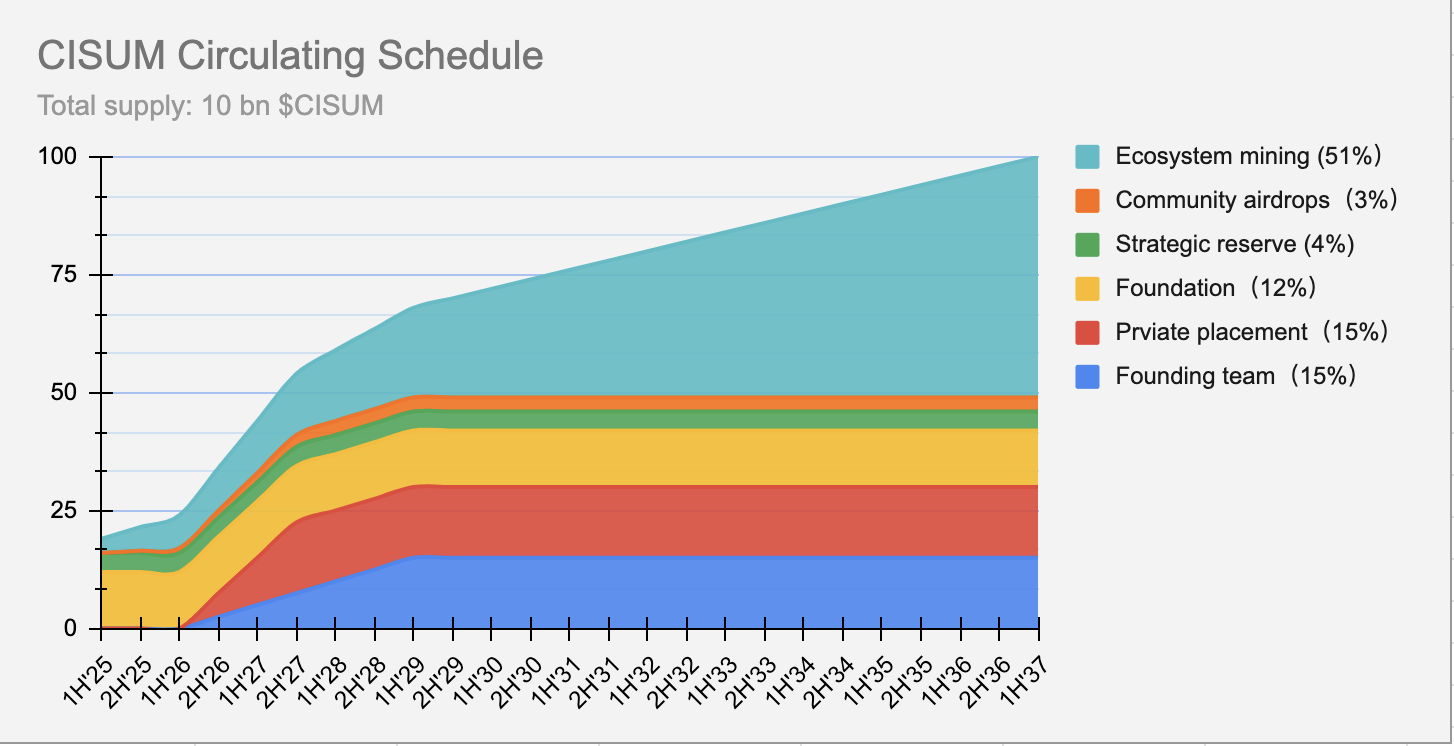 CISUM Circulating Schedule
Total supply: 10 bn $CISUM
100
75
50
25
0
1H'25
2H'25
1H'26
2H'26
1H'27
2H'27
1H'28
2H'28
1H'29
2H'29
1H'30
2H'30
1H'31
2H'31
1H'32
2H'32
1H'33
2H'33
1H'34
2H'34
1H'35
2H'35
1H'36
2H'36
1H'37
Ecosystem mining (51%)
Community airdrops（3%）
Strategic reserve (4%)
Foundation（12%）
Prviate placement（15%）
Founding team（15%）